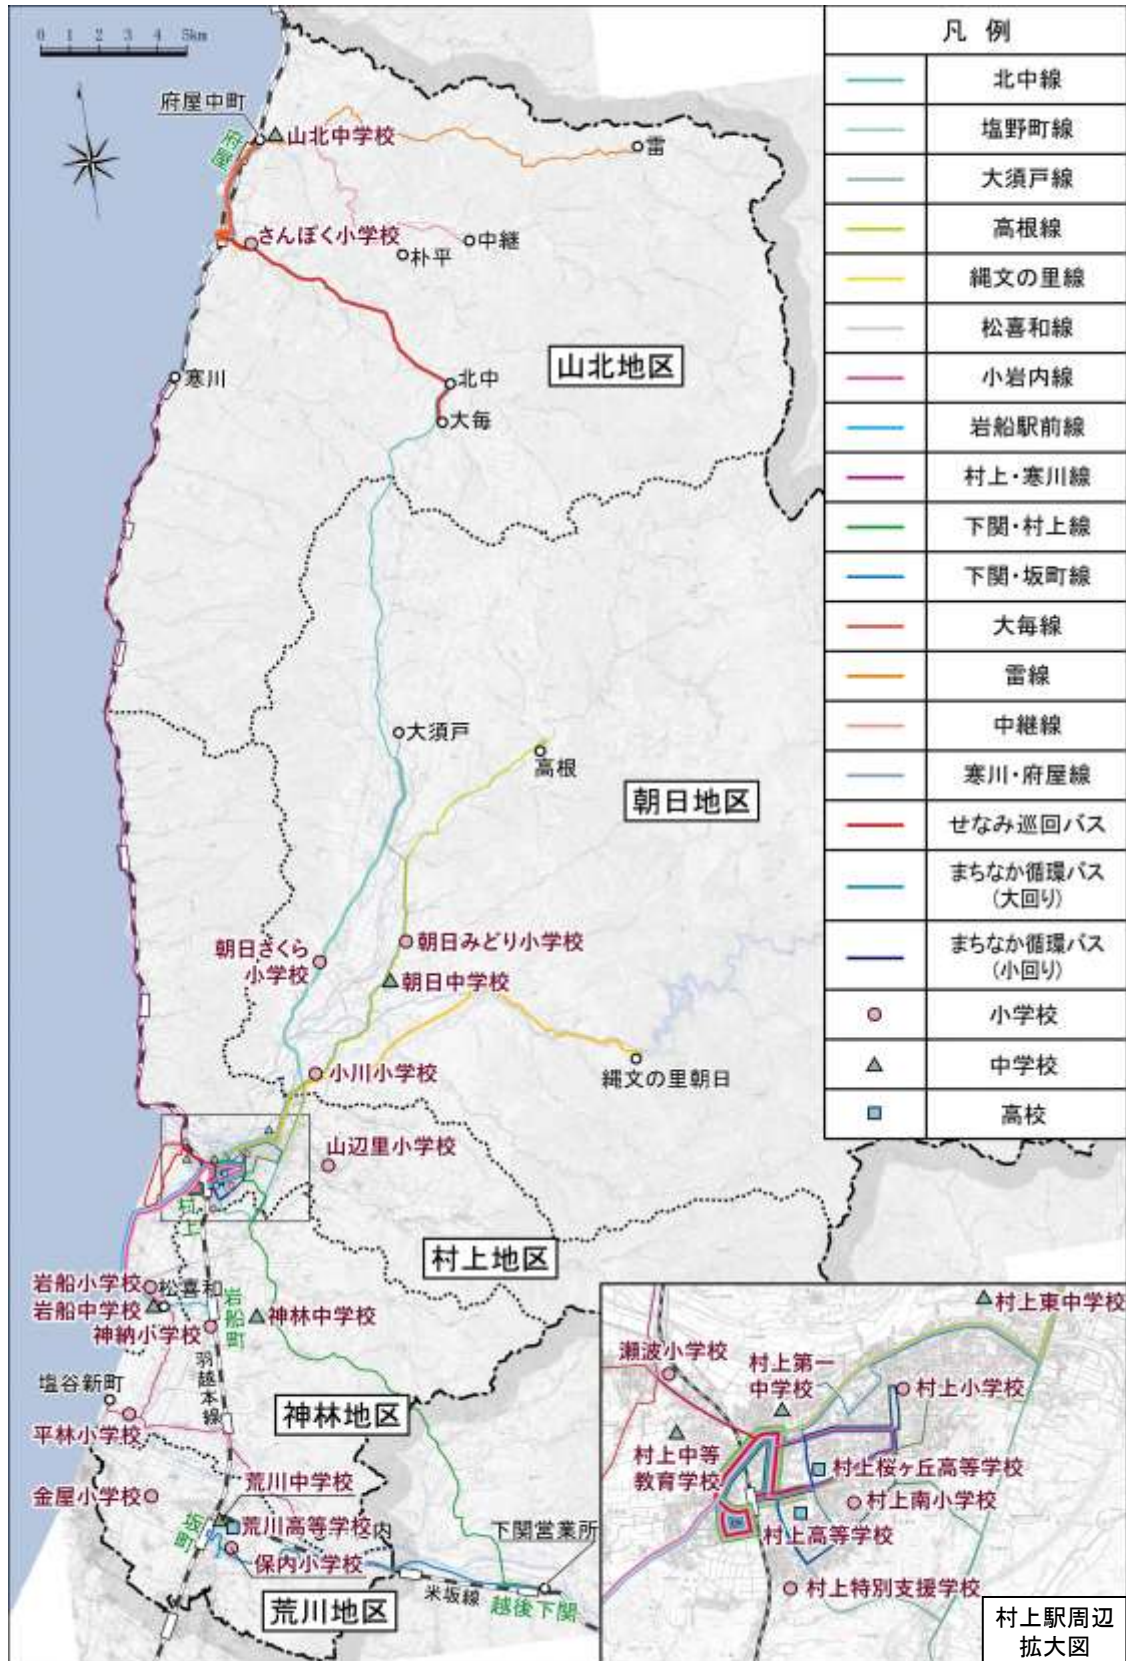 0 1 2 3 4 5km
府屋中町
山北中学校
府屋
雷
さんぽく小学校
中継
朴平
寒川
北中
山北地区
大毎
大須戸
高根
朝日地区
朝日さくら
小学校
朝日みどり小学校
朝日中学校
小川小学校
縄文の里朝日
山辺里小学校
村上
村上地区
岩船小学校
松喜和
岩船中学校
神納小学校
岩船町
神林中学校
羽越本線
塩谷新町
平林小学校
神林地区
金屋小学校
荒川中学校
坂町
荒川高等学校
内
保内小学校
下関営業所
米坂線
越後下関
荒川地区
凡 例
北中線
塩野町線
大須戸線
高根線
縄文の里線
松喜和線
小岩内線
岩船駅前線
村上・寒川線
下関・村上線
下関・坂町線
大毎線
雷線
中継線
寒川・府屋線
せなみ巡回バス
まちなか循環バス
(大回り)
まちなか循環バス
(小回り)
小学校
中学校
高校
村上東中学校
瀬波小学校
村上第一
中学校
村上小学校
村上中等
教育学校
村上桜ヶ丘高等学校
村上南小学校
村上高等学校
村上特別支援学校
村上駅周辺
拡大図